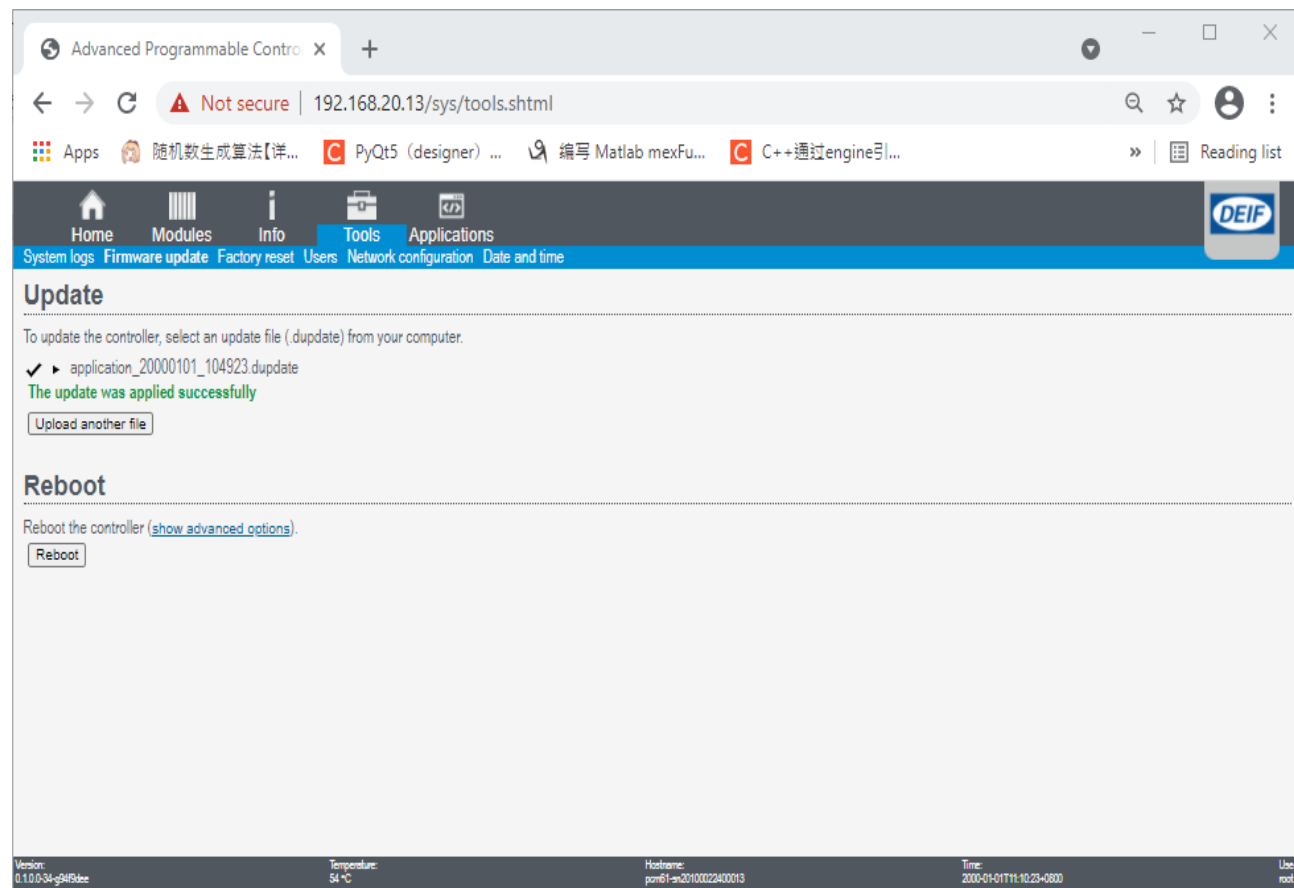 Advanced Programmable Contro
Not secure 192.168.20.13/sys/tools.shtml
Apps 随机数生成算法【详... C PyQt5（designer）... 编写 Matlab mexFu... C C++通过engine引... » Reading list
Home Modules Info Tools Applications DEIF
System logs Firmware update Factory reset Users Network configuration Date and time
Update
To update the controller, select an update file (.dupdate) from your computer.
application_20000101_104923.dupdate
The update was applied successfully
Upload another file
Reboot
Reboot the controller (show advanced options).
Reboot
Version: Temperature: Hostname: Time: Use
0.1.0.0-34-g94f9dee 54 °C pcm61-sn20100022400013 2000-01-01T11:10:23+0800 root